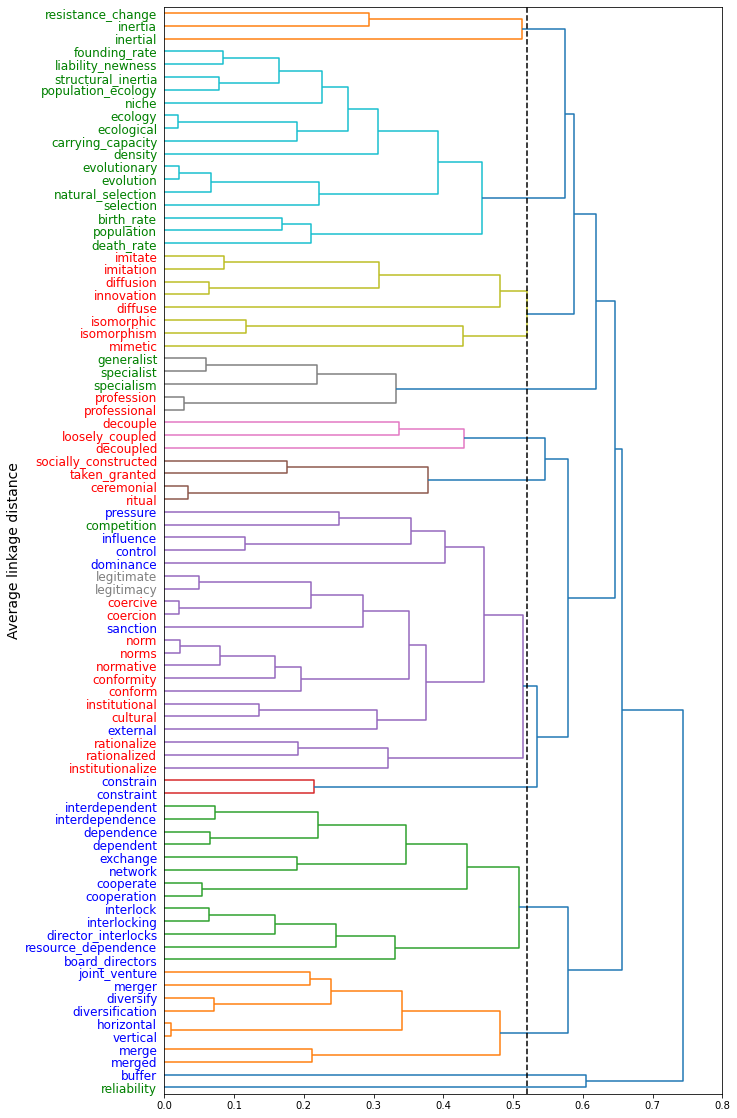 resistance_change
inertia
inertial
founding_rate
liability_newness
structural_inertia
population_ecology
niche
ecology
ecological
carrying_capacity
density
evolutionary
evolution
natural_selection
selection
birth_rate
population
death_rate
imitate
imitation
diffusion
innovation
diffuse
isomorphic
isomorphism
mimetic
generalist
specialist
specialism
profession
professional
decouple
loosely_coupled
decoupled
socially_constructed
taken_granted
ceremonial
ritual
pressure
competition
influence
control
dominance
legitimate
legitimacy
coercive
coercion
sanction
norm
norms
normative
conformity
conform
institutional
cultural
external
rationalize
rationalized
institutionalize
constrain
constraint
interdependent
interdependence
dependence
dependent
exchange
network
cooperate
cooperation
interlock
interlocking
director_interlocks
resource_dependence
board_directors
joint_venture
merger
diversify
diversification
horizontal
vertical
merge
merged
buffer
reliability
Average linkage distance
0.0 0.1 0.2 0.3 0.4 0.5 0.6 0.7 0.8